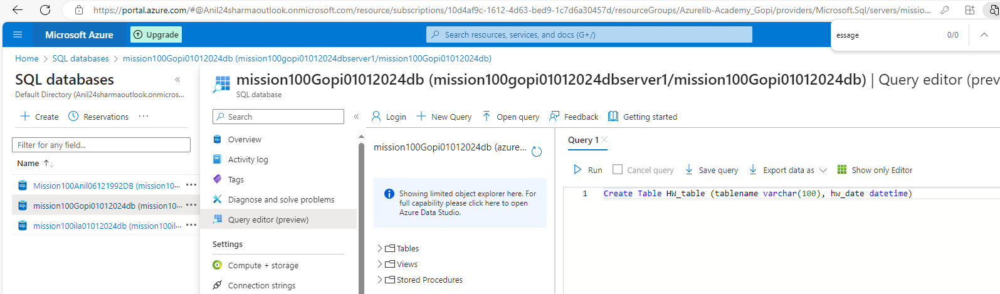 https://portal.azure.com/#@Anil24sharmaoutlook.onmicrosoft.com/resource/subscriptions/10d4af9c-1612-4d63-bed9-1c7d6a30457d/resourceGroups/Azurelib-Academy_Gopi/providers/Microsoft.Sql/servers/missio...
Microsoft Azure
Upgrade
Search resources, services, and docs (G+/)
essage
0/0
Home > SQL databases > mission100Gopi01012024db (mission100gopi01012024dbserver1/mission100Gopi01012024db)
SQL databases
Default Directory (Anil24sharmaoutlook.onmicros...
Create
Reservations
...
Filter for any field...
Name
Mission100Anil06121992DB (mission10...
mission100Gopi01012024db (mission10...
mission100ila01012024db (mission100il...
mission100Gopi01012024db (mission100gopi01012024dbserver1/mission100Gopi01012024db) | Query editor (prev
SQL database
Search
Overview
Activity log
Tags
Diagnose and solve problems
Query editor (preview)
Settings
Compute + storage
Connection strings
Login
New Query
Open query
Feedback
Getting started
mission100Gopi01012024db (azure...
Showing limited object explorer here. For
full capability please click here to open
Azure Data Studio.
Tables
Views
Stored Procedures
Query 1
Run
Cancel query
Save query
Export data as
Show only Editor
1 Create Table HW_table (tablename varchar(100), hw_date datetime)